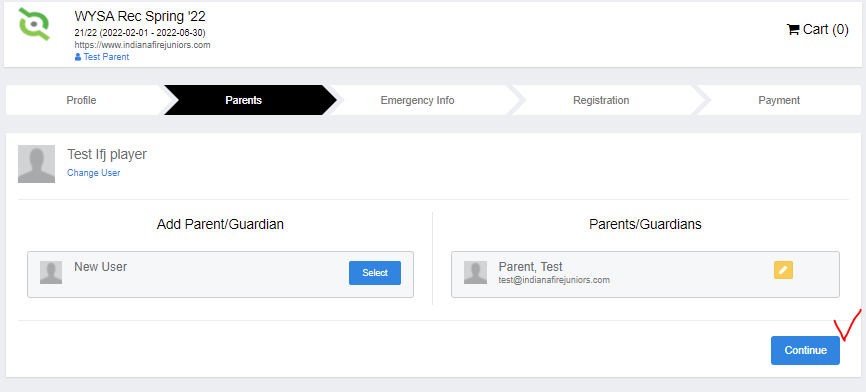 WYSA Rec Spring '22
21/22 (2022-02-01 - 2022-06-30)
https://www.indianafirejuniors.com
Test Parent
Cart (0)
Profile
Parents
Emergency Info
Registration
Payment
Test Ifj player
Change User
Add Parent/Guardian
New User
Select
Parents/Guardians
Parent, Test
test@indianafirejuniors.com
Continue